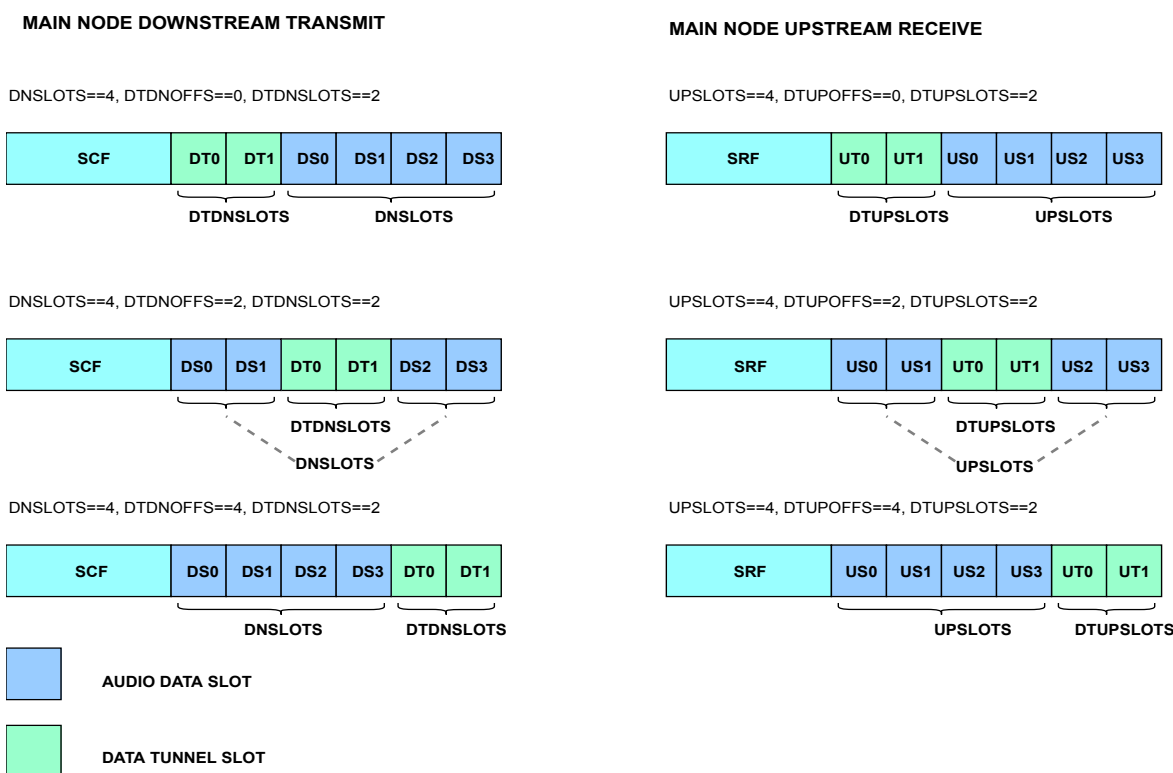 MAIN NODE DOWNSTREAM TRANSMIT
DNSLOTS==4, DTDNOFFS==0, DTDNSLOTS==2
SCF DT0 DT1 DS0 DS1 DS2 DS3
DTDNSLOTS DNSLOTS
DNSLOTS==4, DTDNOFFS==2, DTDNSLOTS==2
SCF DS0 DS1 DT0 DT1 DS2 DS3
DTDNSLOTS
DNSLOTS
DNSLOTS==4, DTDNOFFS==4, DTDNSLOTS==2
SCF DS0 DS1 DS2 DS3 DT0 DT1
DNSLOTS DTDNSLOTS
MAIN NODE UPSTREAM RECEIVE
UPSLOTS==4, DTUPOFFS==0, DTUPSLOTS==2
SRF UT0 UT1 US0 US1 US2 US3
DTUPSLOTS UPSLOTS
UPSLOTS==4, DTUPOFFS==2, DTUPSLOTS==2
SRF US0 US1 UT0 UT1 US2 US3
DTUPSLOTS
UPSLOTS
UPSLOTS==4, DTUPOFFS==4, DTUPSLOTS==2
SRF US0 US1 US2 US3 UT0 UT1
UPSLOTS DTUPSLOTS
AUDIO DATA SLOT
DATA TUNNEL SLOT